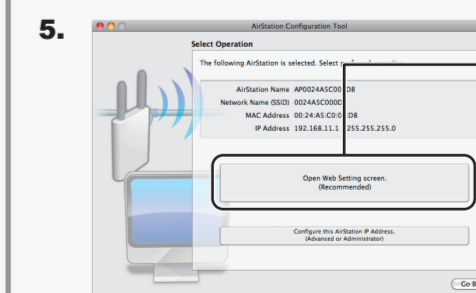 5.
AirStation Configuration Tool
Select Operation
The following AirStation is selected. Select
AirStation Name AP0024A5C00 D8
Network Name (SSID) 0024A5C000D
MAC Address 00:24:A5:C0:0 :D8
IP Address 192.168.11.1 255.255.255.0
Open Web Setting screen.
(Recommended)
Configure this AirStation IP Address.
(Advanced or Administrator)
Go